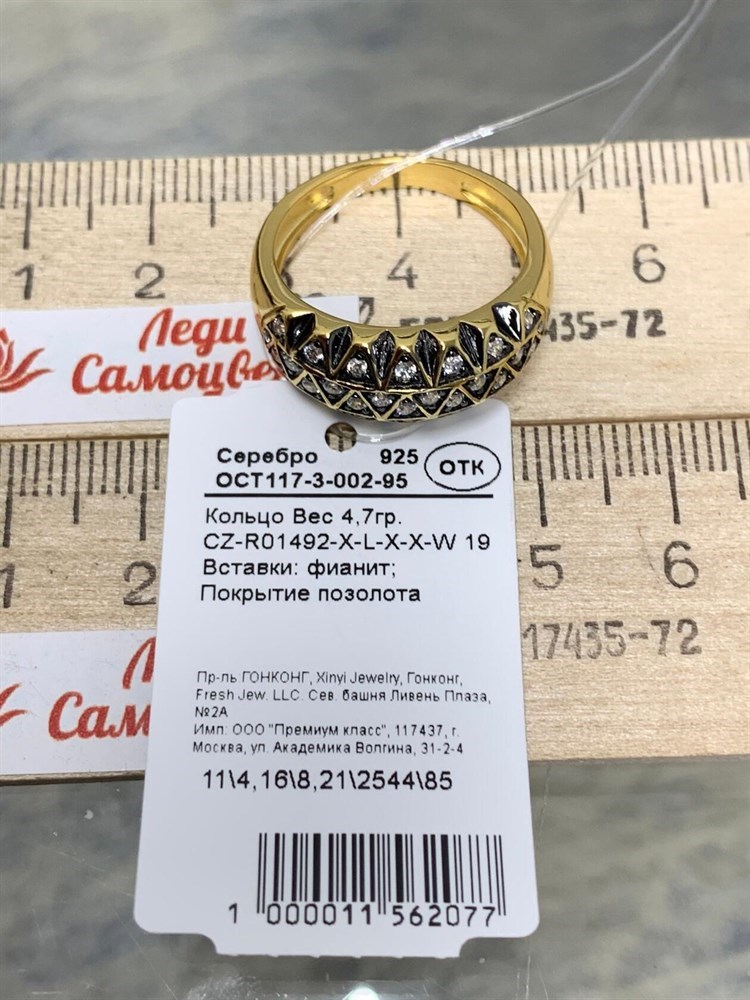 1 2 4 6
435-72
Леди
Самоцве
Серебро 925 ОТК
ОСТ117-3-002-95
Кольцо Вес 4,7гр.
CZ-R01492-X-L-X-X-W 19
Вставки: фианит;
Покрытие позолота
1 2 5 6
17435-72
Сам
Пр-ль:ГОНКОНГ, Xinyi Jewelry, Гонконг,
Fresh Jew. LLC. Сев. башня Ливень Плаза,
№2А
Имп: ООО "Премиум класс", 117437, г.
Москва, ул. Академика Волгина, 31-2-4
11\4,16\8,21\2544\85
1 000011 562077